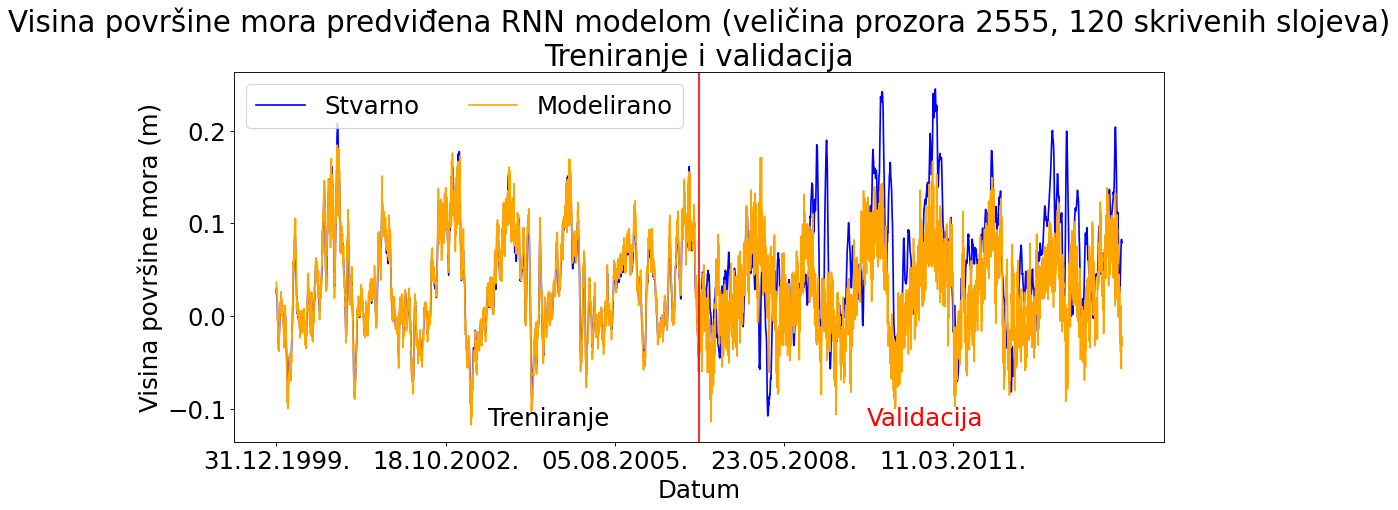 Visina površine mora predviđena RNN modelom (veličina prozora 2555, 120 skrivenih slojeva)
Treniranje i validacija
Stvarno
Modelirano
Visina površine mora (m)
0.2
0.1
0.0
−0.1
Treniranje
Validacija
31.12.1999.
18.10.2002.
05.08.2005.
23.05.2008.
11.03.2011.
Datum